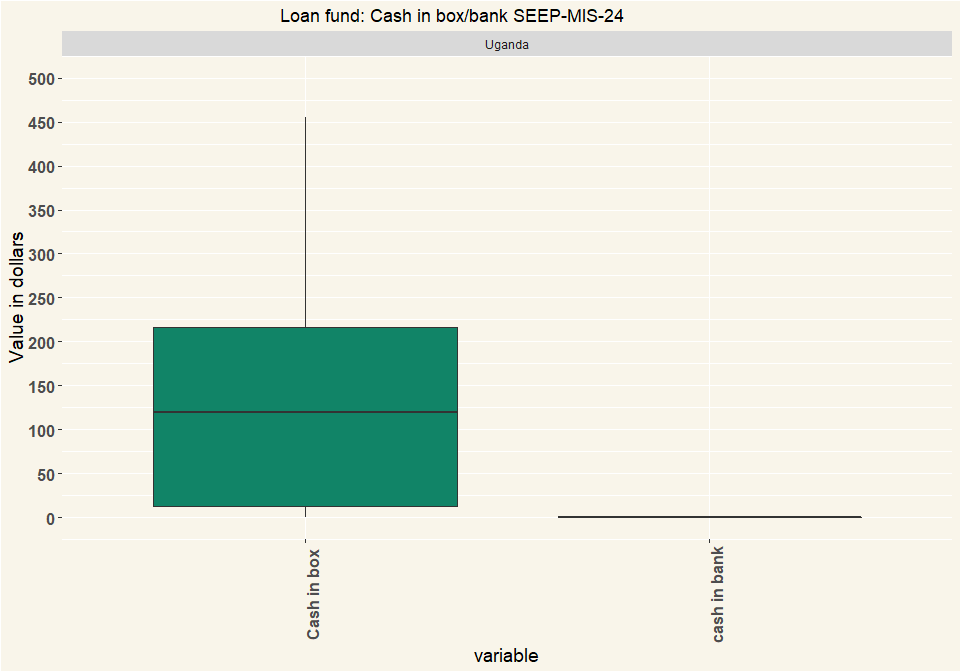 Loan fund: Cash in box/bank SEEP-MIS-24
Uganda
Value in dollars
500
450
400
350
300
250
200
150
100
50
0
Cash in box
cash in bank
variable